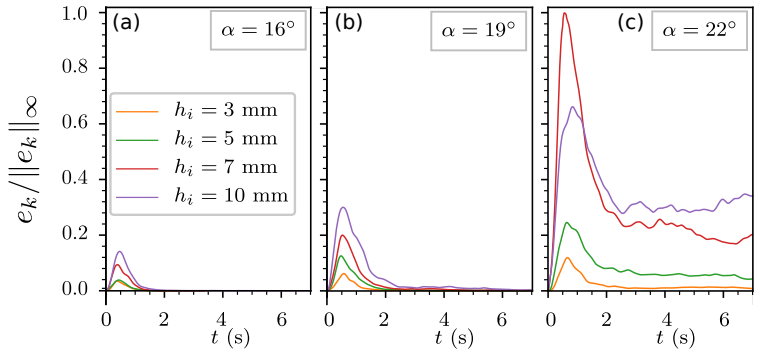 (a)
α = 16°
(b)
α = 19°
(c)
α = 22°
1.0
0.8
0.6
0.4
0.2
0.0
e_k/‖e_k‖_∞
h_i = 3 mm
h_i = 5 mm
h_i = 7 mm
h_i = 10 mm
0 2 4 6
0 2 4 6
0 2 4 6
t (s)
t (s)
t (s)